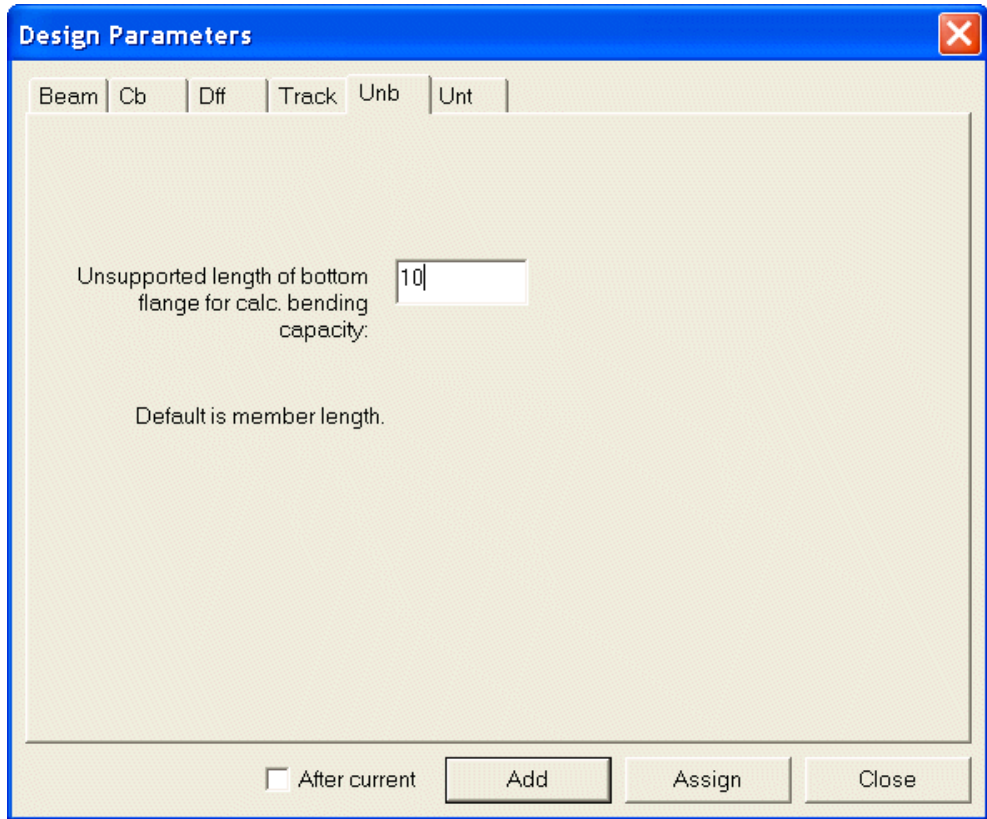 Design Parameters
Beam Cb Dff Track Unb Unt
Unsupported length of bottom 10
flange for calc. bending
capacity:
Default is member length.
After current Add Assign Close